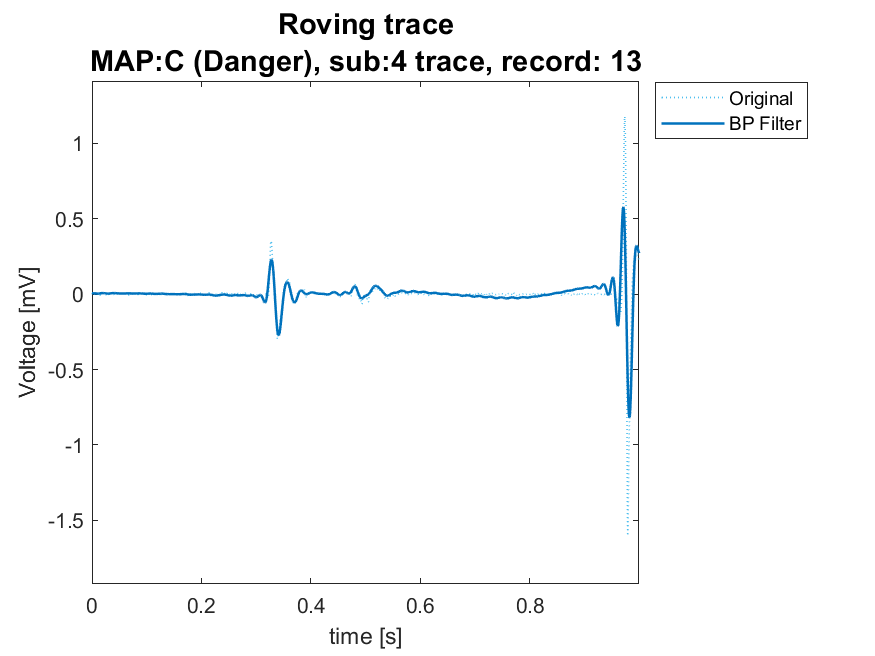 Roving trace
MAP:C (Danger), sub:4 trace, record: 13
Original
BP Filter
1
0.5
0
-0.5
-1
-1.5
Voltage [mV]
0 0.2 0.4 0.6 0.8
time [s]